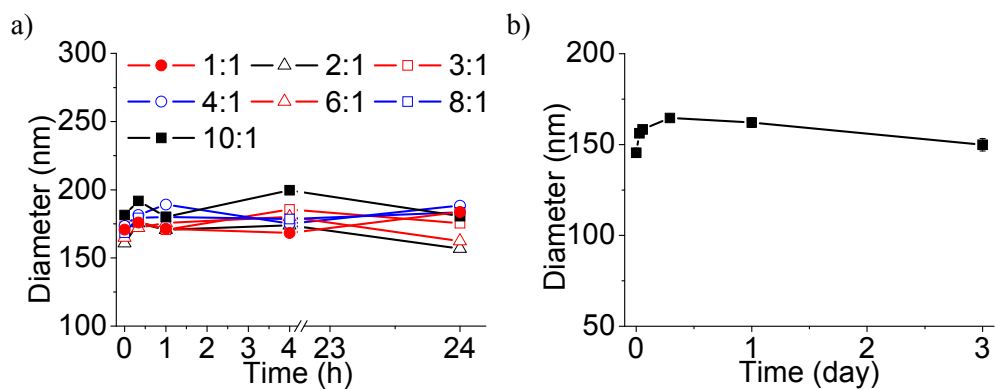 a)
300
250
200
150
100
Diameter (nm)
1:1 2:1 3:1
4:1 6:1 8:1
10:1
0 1 2 3 4 23 24
Time (h)
b)
200
150
100
50
Diameter (nm)
0 1 2 3
Time (day)